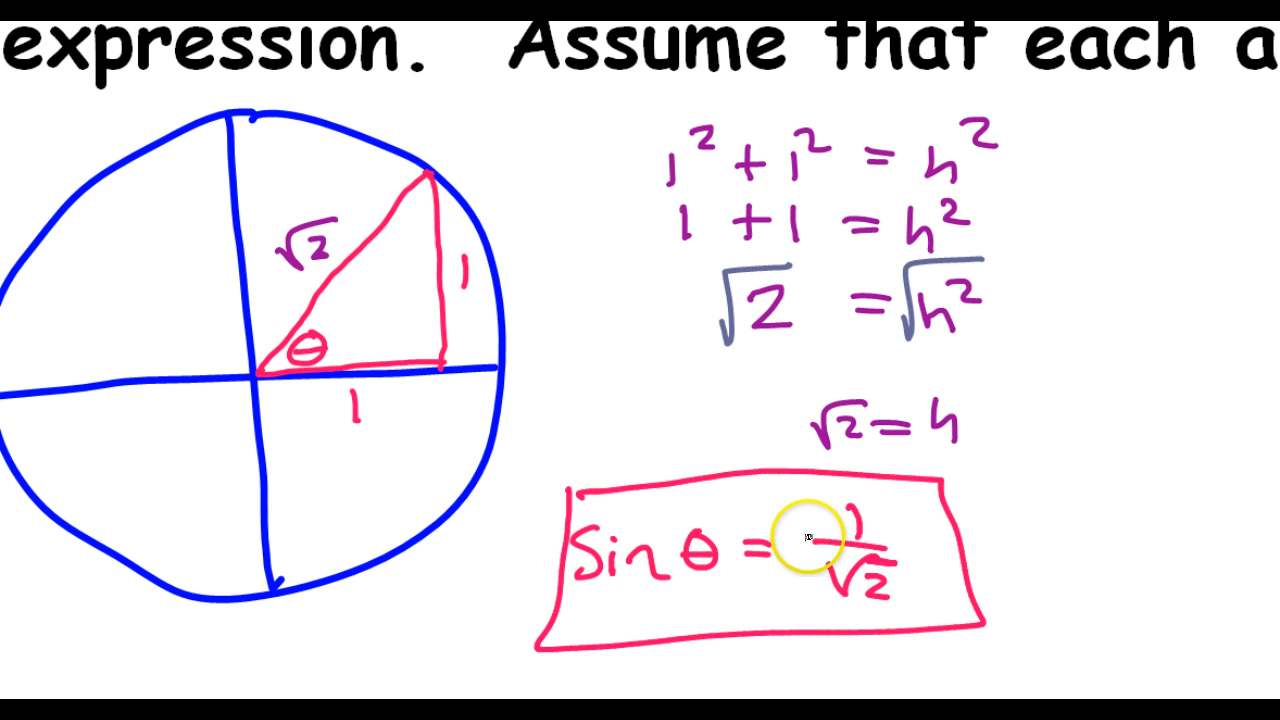 expression. Assume that each a
1² + 1² = h²
1 + 1 = h²
√2 = √h²
√2 = h
√2
1
θ
1
Sin θ = 1/√2